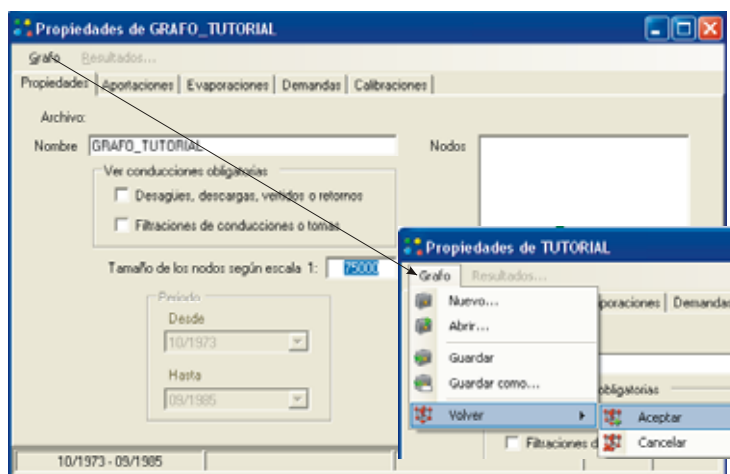 Propiedades de GRAFO_TUTORIAL
Grafo Resultados...
Propiedades Aportaciones Evaporaciones Demandas Calibraciones
Archivo:
Nombre GRAFO_TUTORIAL Nodos
Ver conducciones obligatorias
Desagües, descargas, vertidos o retornos
Filtraciones de conducciones o tomas
Tamaño de los nodos según escala 1: 75000
Periodo
Desde
10/1973
Hasta
09/1985
10/1973 - 09/1985
Propiedades de TUTORIAL
Grafo Resultados...
Nuevo... poraciones Demandas
Abrir...
Guardar
Guardar como... obligatorias
Volver Aceptar
Filtraciones d Cancelar